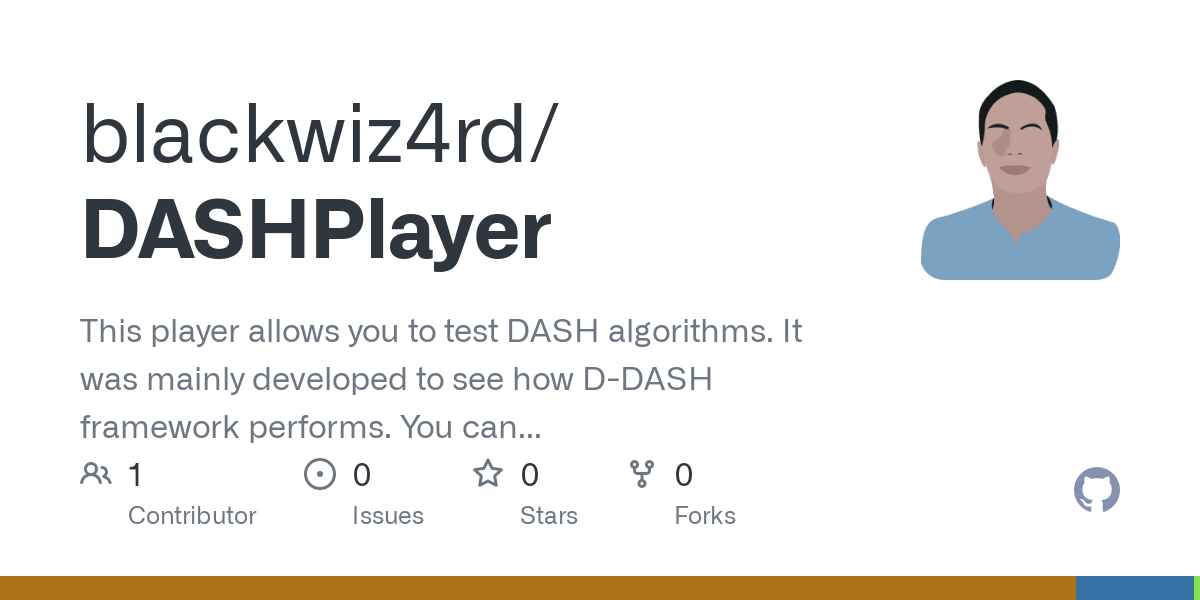 blackwiz4rd/
DASHPlayer
This player allows you to test DASH algorithms. It
was mainly developed to see how D-DASH
framework performs. You can...
1 0 0 0
Contributor Issues Stars Forks